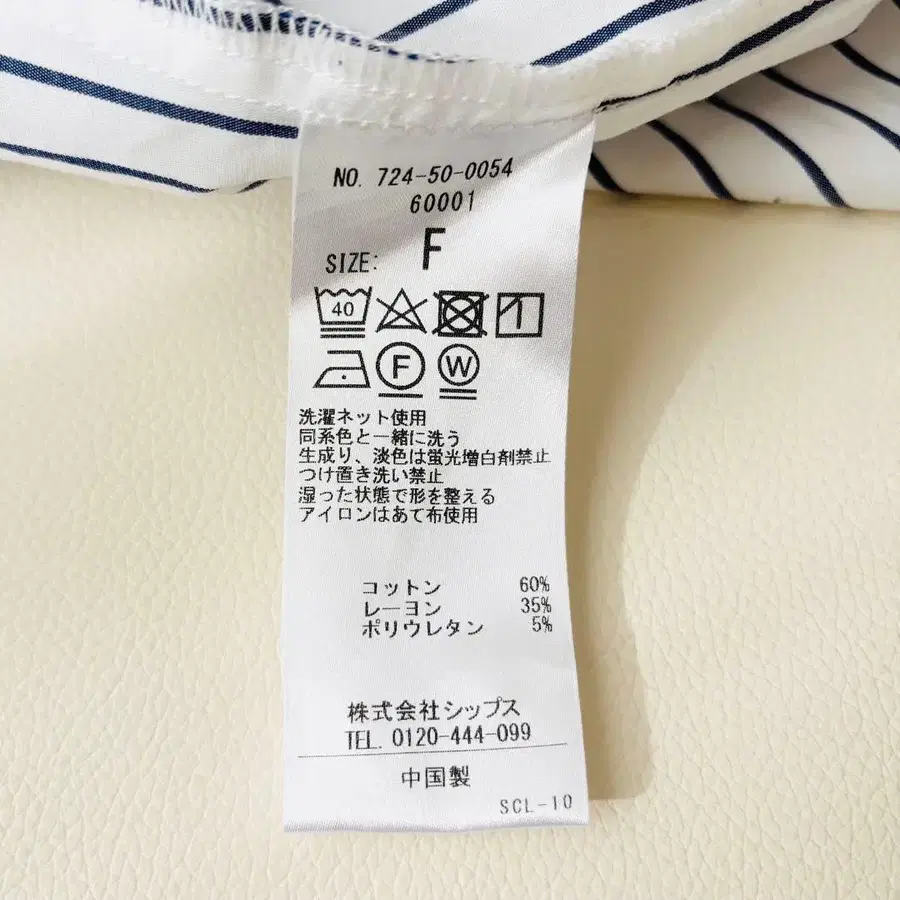 NO. 724-50-0054
60001
SIZE: F
40
F W
洗濯ネット使用
同系色と一緒に洗う
生成り、淡色は蛍光増白剤禁止
つけ置き洗い禁止
湿った状態で形を整える
アイロンはあて布使用
コットン 60%
レーヨン 35%
ポリウレタン 5%
株式会社シップス
TEL. 0120-444-099
中国製
SCL-10